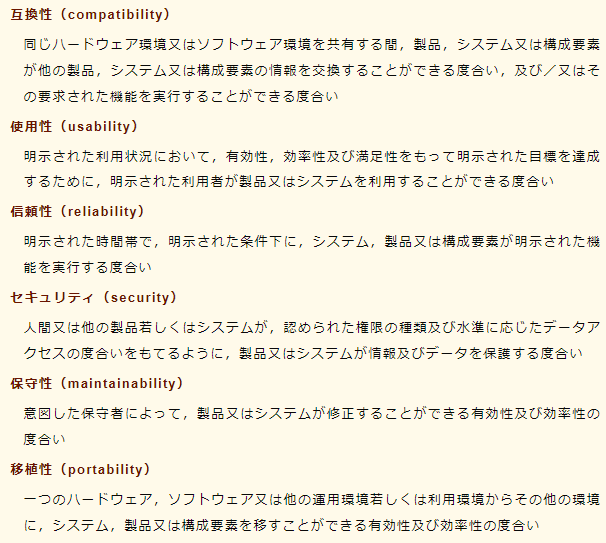 互換性（compatibility）
同じハードウェア環境又はソフトウェア環境を共有する間，製品，システム又は構成要素
が他の製品，システム又は構成要素の情報を交換することができる度合い，及び／又はそ
の要求された機能を実行することができる度合い
使用性（usability）
明示された利用状況において，有効性，効率性及び満足性をもって明示された目標を達成
するために，明示された利用者が製品又はシステムを利用することができる度合い
信頼性（reliability）
明示された時間帯で，明示された条件下に，システム，製品又は構成要素が明示された機
能を実行する度合い
セキュリティ（security）
人間又は他の製品若しくはシステムが，認められた権限の種類及び水準に応じたデータア
クセスの度合いをもてるように，製品又はシステムが情報及びデータを保護する度合い
保守性（maintainability）
意図した保守者によって，製品又はシステムが修正することができる有効性及び効率性の
度合い
移植性（portability）
一つのハードウェア，ソフトウェア又は他の運用環境若しくは利用環境からその他の環境
に，システム，製品又は構成要素を移すことができる有効性及び効率性の度合い